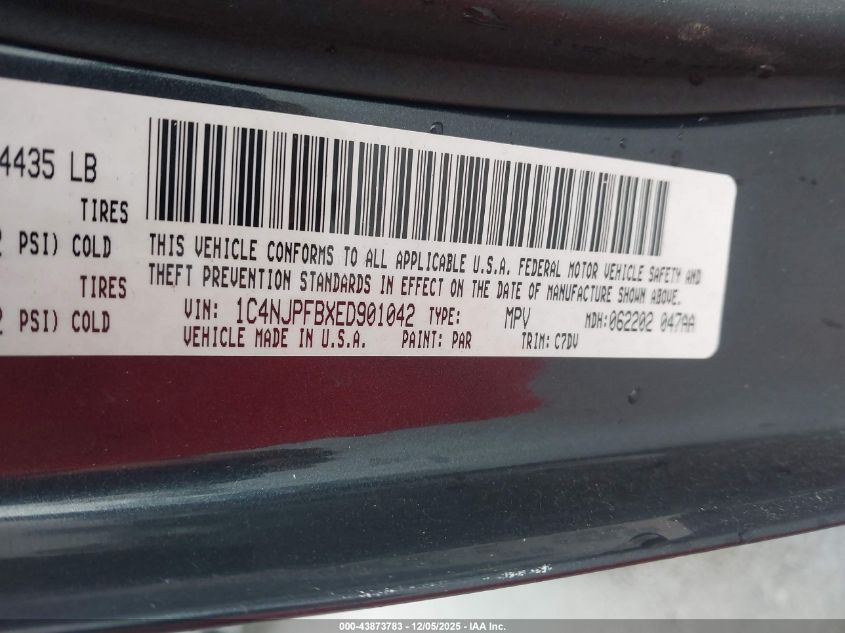 4435 LB
TIRES
PSI) COLD
TIRES
PSI) COLD
THIS VEHICLE CONFORMS TO ALL APPLICABLE U.S.A. FEDERAL MOTOR VEHICLE SAFETY AND
THEFT PREVENTION STANDARDS IN EFFECT ON THE DATE OF MANUFACTURE SHOWN ABOVE.
VIN: 1C4NJPFBXED901042 TYPE: MPV MDH:062202 047AA
VEHICLE MADE IN U.S.A. PAINT: PAR TRIM: C7DV
000-43873783 - 12/05/2025 - IAA Inc.